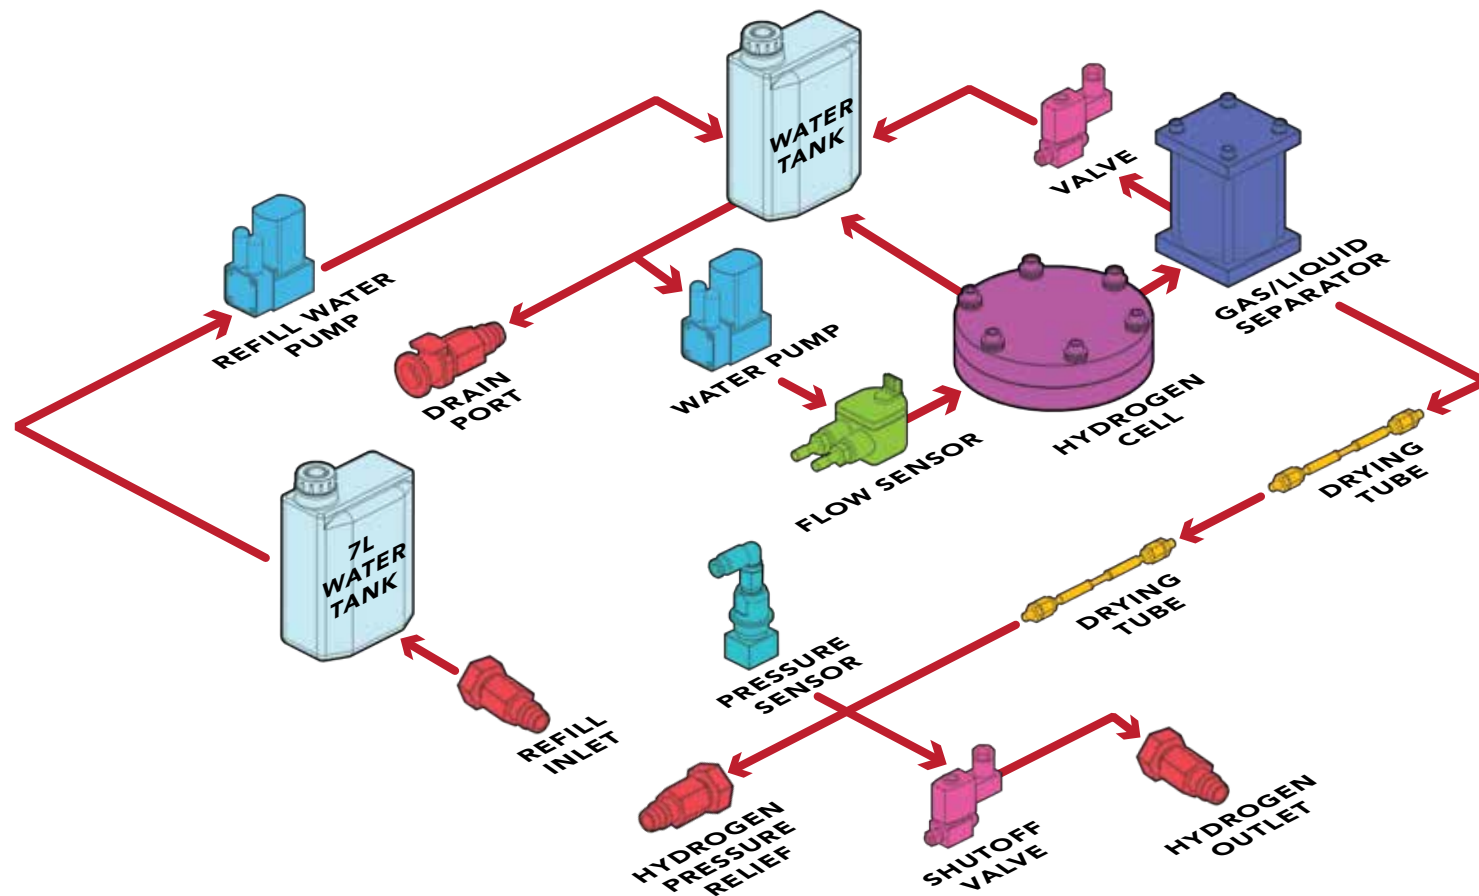 WATER
TANK
VALVE
GAS/LIQUID
SEPARATOR
REFILL WATER
PUMP
DRAIN
PORT
WATER PUMP
FLOW SENSOR
HYDROGEN
CELL
DRYING
TUBE
7L
WATER
TANK
DRYING
TUBE
PRESSURE
SENSOR
REFILL
INLET
HYDROGEN
PRESSURE
RELIEF
SHUTOFF
VALVE
HYDROGEN
OUTLET